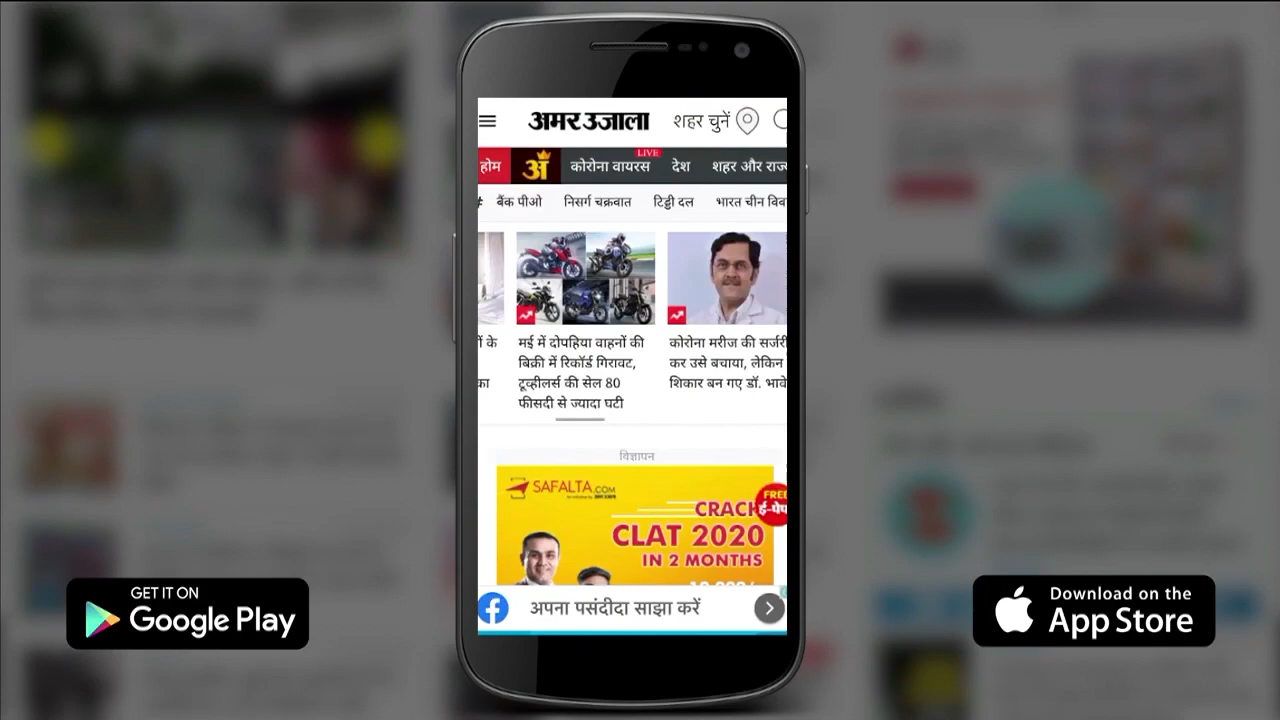 अमर उजाला
शहर चुनें
होम
अ
कोरोना वायरस
LIVE
देश
शहर और राज्
#
बैंक पीओ
निसर्ग चक्रवात
टिड्डी दल
भारत चीन विवा
ों के
का
मई में दोपहिया वाहनों की
बिक्री में रिकॉर्ड गिरावट,
टूव्हीलर्स की सेल 80
फीसदी से ज्यादा घटी
कोरोना मरीज की सर्जरी
कर उसे बचाया, लेकिन
शिकार बन गए डॉ. भावे
विज्ञापन
SAFALTA.COM
CRACK
CLAT 2020
IN 2 MONTHS
FREE
ई-पेप
अपना पसंदीदा साझा करें
GET IT ON
Google Play
Download on the
App Store